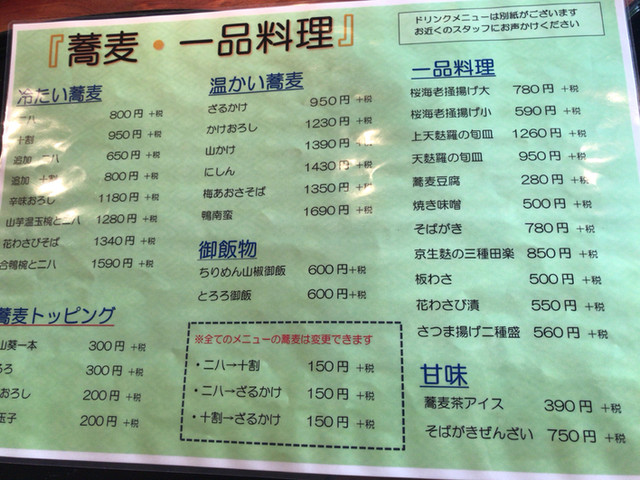 『蕎麦・一品料理』
ドリンクメニューは別紙がございます
お近くのスタッフにお声かけください
冷たい蕎麦
二八 800円 +税
十割 950円 +税
追加 二八 650円 +税
追加 十割 800円 +税
辛味おろし 1180円 +税
山芋温玉椀と二八 1280円 +税
花わさびそば 1340円 +税
合鴨椀と二八 1590円 +税
蕎麦トッピング
山葵一本 300円 +税
ろろ 300円 +税
おろし 200円 +税
玉子 200円 +税
温かい蕎麦
ざるかけ 950円 +税
かけおろし 1230円 +税
山かけ 1390円 +税
にしん 1430円 +税
梅あおさそば 1350円 +税
鴨南蛮 1690円 +税
御飯物
ちりめん山椒御飯 600円+税
とろろ御飯 600円+税
※全てのメニューの蕎麦は変更できます
・二八→十割 150円 +税
・二八→ざるかけ 150円 +税
・十割→ざるかけ 150円 +税
一品料理
桜海老掻揚げ大 780円 +税
桜海老掻揚げ小 590円 +税
上天麩羅の旬皿 1260円 +税
天麩羅の旬皿 950円 +税
蕎麦豆腐 280円 +税
焼き味噌 500円 +税
そばがき 780円 +税
京生麩の三種田楽 850円 +税
板わさ 500円 +税
花わさび漬 550円 +税
さつま揚げ二種盛 560円 +税
甘味
蕎麦茶アイス 390円 +税
そばがきぜんざい 750円 +税